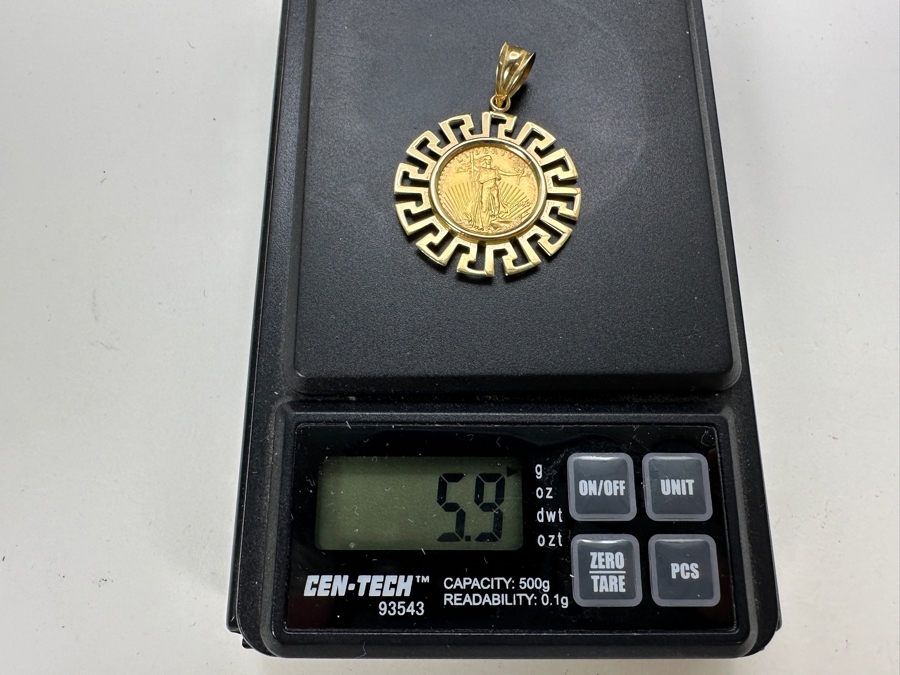 5.9
g
oz
dwt
ozt
ON/OFF
UNIT
ZERO
TARE
PCS
CEN-TECH™
93543
CAPACITY: 500g
READABILITY: 0.1g